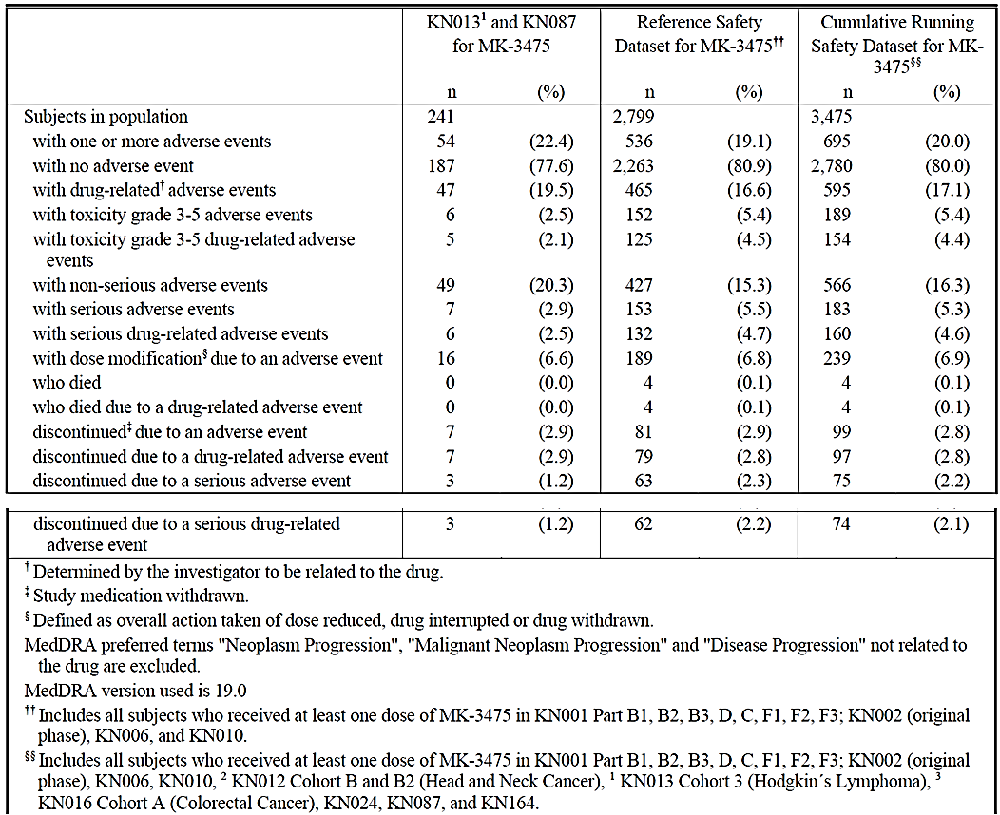 KN013¹ and KN087 for MK-3475 Reference Safety Dataset for MK-3475†† Cumulative Running Safety Dataset for MK-3475§§
n (%) n (%) n (%)
Subjects in population 241 2,799 3,475
with one or more adverse events 54 (22.4) 536 (19.1) 695 (20.0)
with no adverse event 187 (77.6) 2,263 (80.9) 2,780 (80.0)
with drug-related† adverse events 47 (19.5) 465 (16.6) 595 (17.1)
with toxicity grade 3-5 adverse events 6 (2.5) 152 (5.4) 189 (5.4)
with toxicity grade 3-5 drug-related adverse events 5 (2.1) 125 (4.5) 154 (4.4)
with non-serious adverse events 49 (20.3) 427 (15.3) 566 (16.3)
with serious adverse events 7 (2.9) 153 (5.5) 183 (5.3)
with serious drug-related adverse events 6 (2.5) 132 (4.7) 160 (4.6)
with dose modification§ due to an adverse event 16 (6.6) 189 (6.8) 239 (6.9)
who died 0 (0.0) 4 (0.1) 4 (0.1)
who died due to a drug-related adverse event 0 (0.0) 4 (0.1) 4 (0.1)
discontinued‡ due to an adverse event 7 (2.9) 81 (2.9) 99 (2.8)
discontinued due to a drug-related adverse event 7 (2.9) 79 (2.8) 97 (2.8)
discontinued due to a serious adverse event 3 (1.2) 63 (2.3) 75 (2.2)
discontinued due to a serious drug-related adverse event 3 (1.2) 62 (2.2) 74 (2.1)
† Determined by the investigator to be related to the drug.
‡ Study medication withdrawn.
§ Defined as overall action taken of dose reduced, drug interrupted or drug withdrawn.
MedDRA preferred terms "Neoplasm Progression", "Malignant Neoplasm Progression" and "Disease Progression" not related
to the drug are excluded.
MedDRA version used is 19.0
†† Includes all subjects who received at least one dose of MK-3475 in KN001 Part B1, B2, B3, D, C, F1, F2, F3; KN002 (original
phase), KN006, and KN010.
§§ Includes all subjects who received at least one dose of MK-3475 in KN001 Part B1, B2, B3, D, C, F1, F2, F3; KN002 (original
phase), KN006, KN010, ² KN012 Cohort B and B2 (Head and Neck Cancer), ¹ KN013 Cohort 3 (Hodgkin´s Lymphoma), ³
KN016 Cohort A (Colorectal Cancer), KN024, KN087, and KN164.